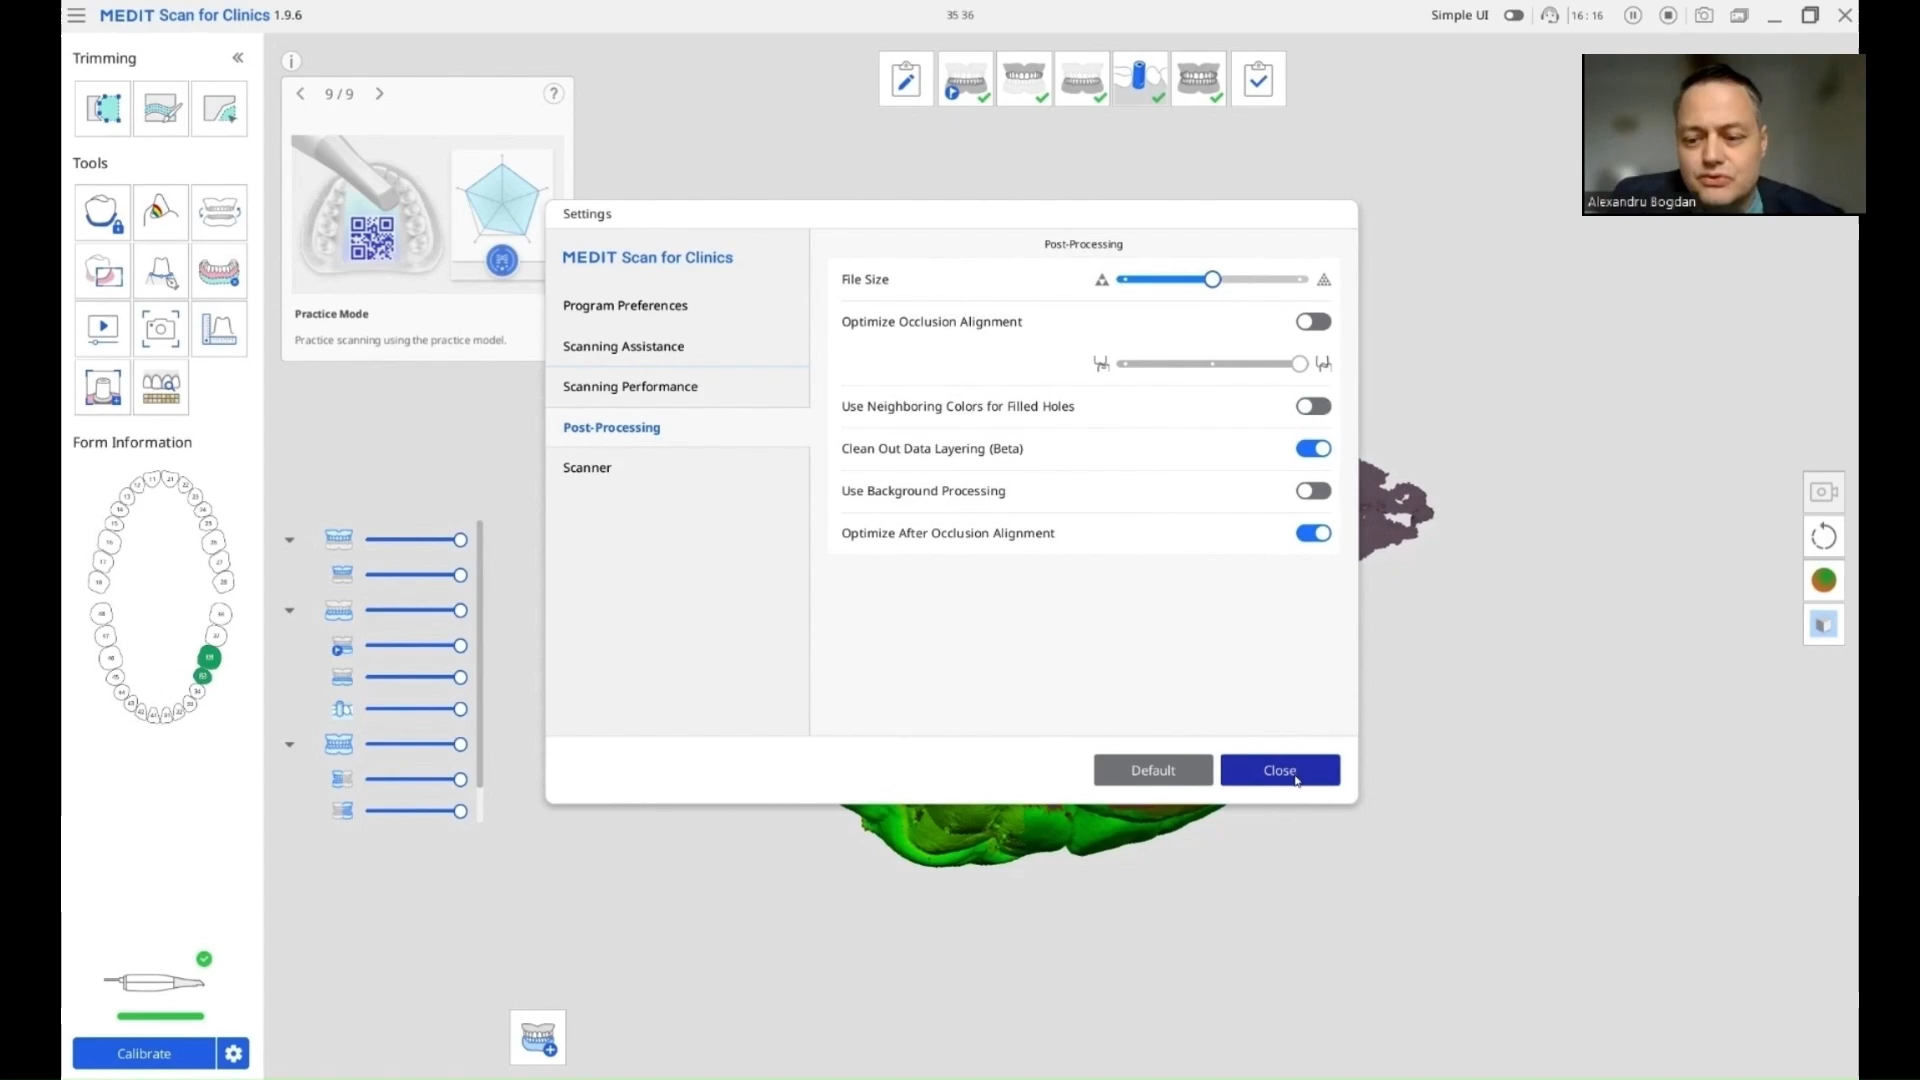 MEDIT Scan for Clinics 1.9.6
35 36
Simple UI
16 : 16
Trimming
9 / 9
?
Tools
Practice Mode
Practice scanning using the practice model.
Form Information
Settings
MEDIT Scan for Clinics
Program Preferences
Scanning Assistance
Scanning Performance
Post-Processing
Scanner
Post-Processing
File Size
Optimize Occlusion Alignment
Use Neighboring Colors for Filled Holes
Clean Out Data Layering (Beta)
Use Background Processing
Optimize After Occlusion Alignment
Default
Close
Alexandru Bogdan
Calibrate